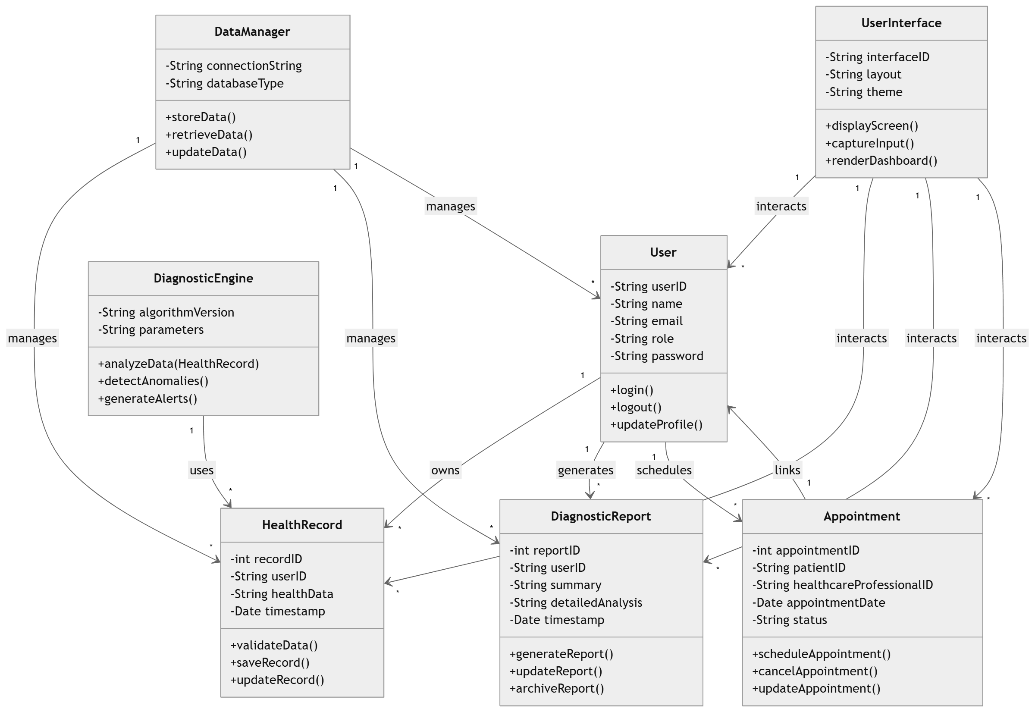 DataManager
-String connectionString
-String databaseType
+storeData()
+retrieveData()
+updateData()
UserInterface
-String interfaceID
-String layout
-String theme
+displayScreen()
+captureInput()
+renderDashboard()
1
1
1
1
1
1
1
manages
interacts
User
-String userID
-String name
-String email
-String role
-String password
+login()
+logout()
+updateProfile()
*
*
DiagnosticEngine
-String algorithmVersion
-String parameters
+analyzeData(HealthRecord)
+detectAnomalies()
+generateAlerts()
manages
manages
interacts
interacts
interacts
1
1
1
1
uses
owns
generates
schedules
links
1
*
*
*
*
*
HealthRecord
-int recordID
-String userID
-String healthData
-Date timestamp
+validateData()
+saveRecord()
+updateRecord()
*
*
*
*
*
DiagnosticReport
-int reportID
-String userID
-String summary
-String detailedAnalysis
-Date timestamp
+generateReport()
+updateReport()
+archiveReport()
Appointment
-int appointmentID
-String patientID
-String healthcareProfessionalID
-Date appointmentDate
-String status
+scheduleAppointment()
+cancelAppointment()
+updateAppointment()